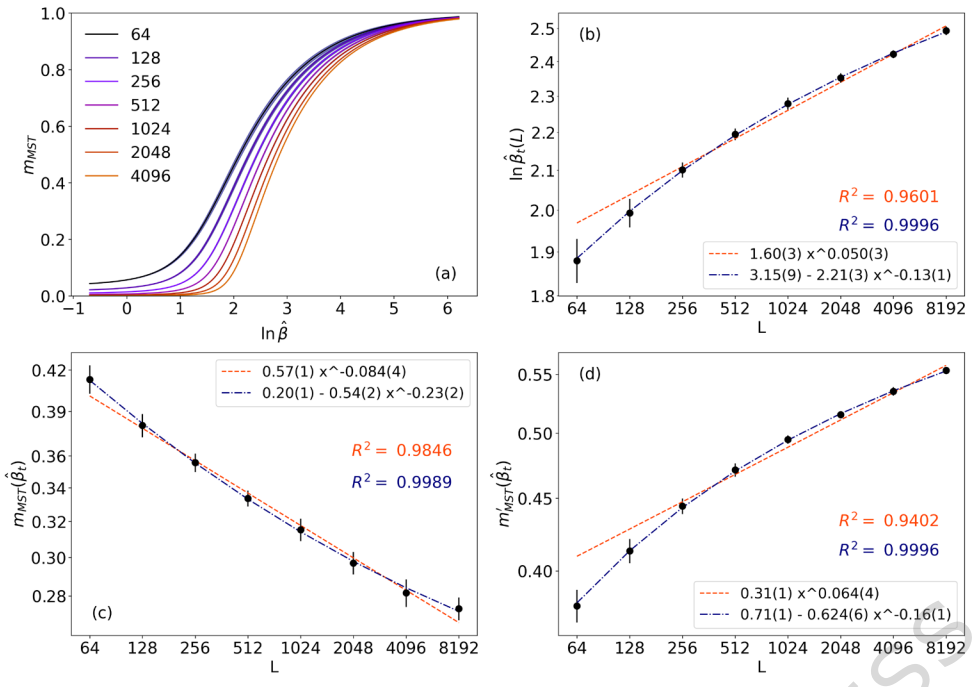 1.0
0.8
0.6
0.4
0.2
0.0
m_MST
64
128
256
512
1024
2048
4096
(a)
−1 0 1 2 3 4 5 6
ln β̂
2.5
2.4
2.3
2.2
2.1
2.0
1.9
1.8
ln β̂_t(L)
(b)
R² = 0.9601
R² = 0.9996
1.60(3) x^0.050(3)
3.15(9) - 2.21(3) x^-0.13(1)
64 128 256 512 1024 2048 4096 8192
L
0.42
0.39
0.36
0.34
0.32
0.30
0.28
m_MST(β̂_t)
0.57(1) x^-0.084(4)
0.20(1) - 0.54(2) x^-0.23(2)
R² = 0.9846
R² = 0.9989
(c)
64 128 256 512 1024 2048 4096 8192
L
0.55
0.50
0.45
0.40
m′_MST(β̂_t)
(d)
R² = 0.9402
R² = 0.9996
0.31(1) x^0.064(4)
0.71(1) - 0.624(6) x^-0.16(1)
64 128 256 512 1024 2048 4096 8192
L